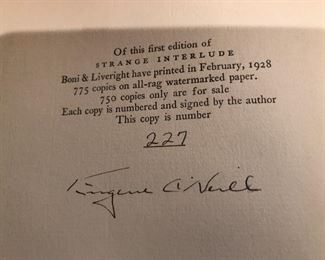 Of this first edition of
STRANGE INTERLUDE
Boni & Liveright have printed in February, 1928
775 copies on all-rag watermarked paper.
750 copies only are for sale
Each copy is numbered and signed by the author
This copy is number
227
Eugene O'Neill